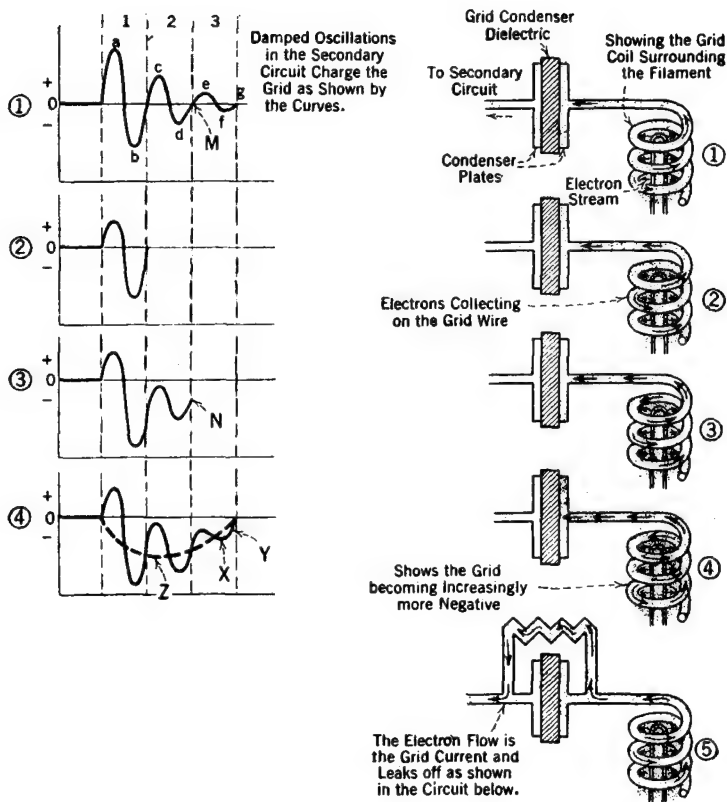 1 2 3
a
c
e
g
b
d
f
M
+
0
−
①
Damped Oscillations
in the Secondary
Circuit Charge the
Grid as Shown by
the Curves.
②
+
0
−
③
+
0
−
N
④
+
0
−
Z
X
Y
Grid Condenser
Dielectric
To Secondary
Circuit
Condenser
Plates
Showing the Grid
Coil Surrounding
the Filament
Electron
Stream
①
Electrons Collecting
on the Grid Wire
②
③
Shows the Grid
becoming Increasingly
more Negative
④
The Electron Flow is
the Grid Current and
Leaks off as shown
in the Circuit below.
⑤